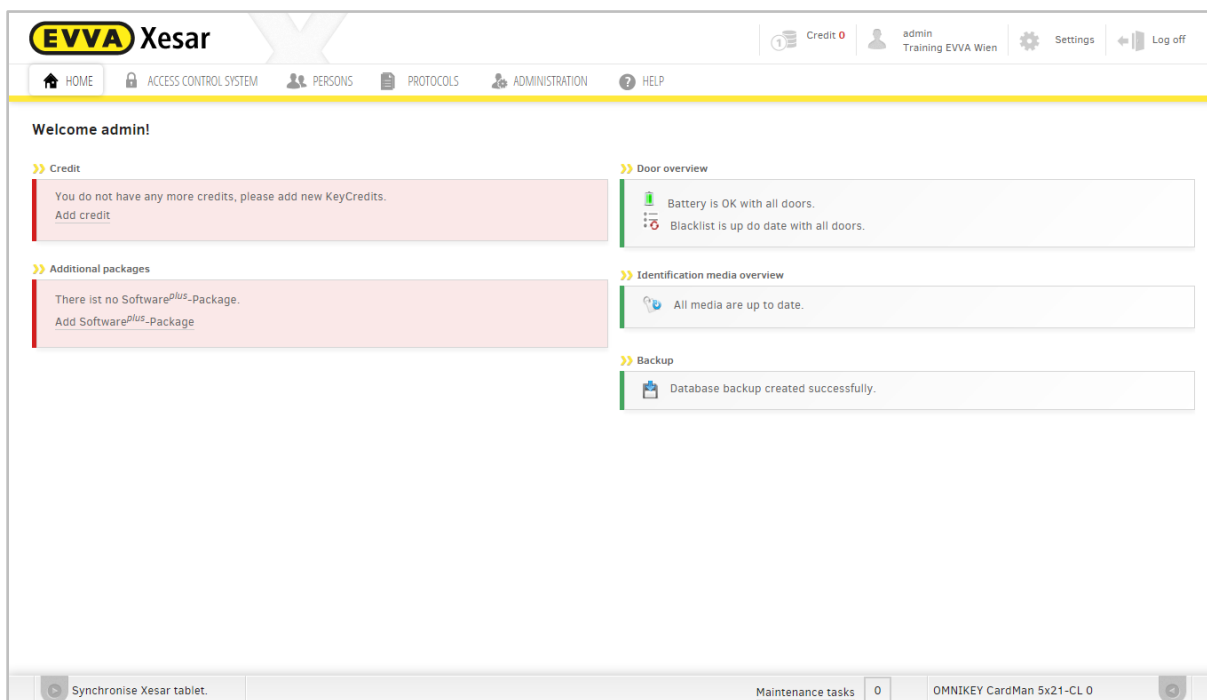 EVVA Xesar
Credit 0
admin
Training EVVA Wien
Settings
Log off
HOME
ACCESS CONTROL SYSTEM
PERSONS
PROTOCOLS
ADMINISTRATION
HELP
Welcome admin!
Credit
You do not have any more credits, please add new KeyCredits.
Add credit
Additional packages
There ist no Softwareplus-Package.
Add Softwareplus-Package
Door overview
Battery is OK with all doors.
Blacklist is up do date with all doors.
Identification media overview
All media are up to date.
Backup
Database backup created successfully.
Synchronise Xesar tablet.
Maintenance tasks 0
OMNIKEY CardMan 5x21-CL 0